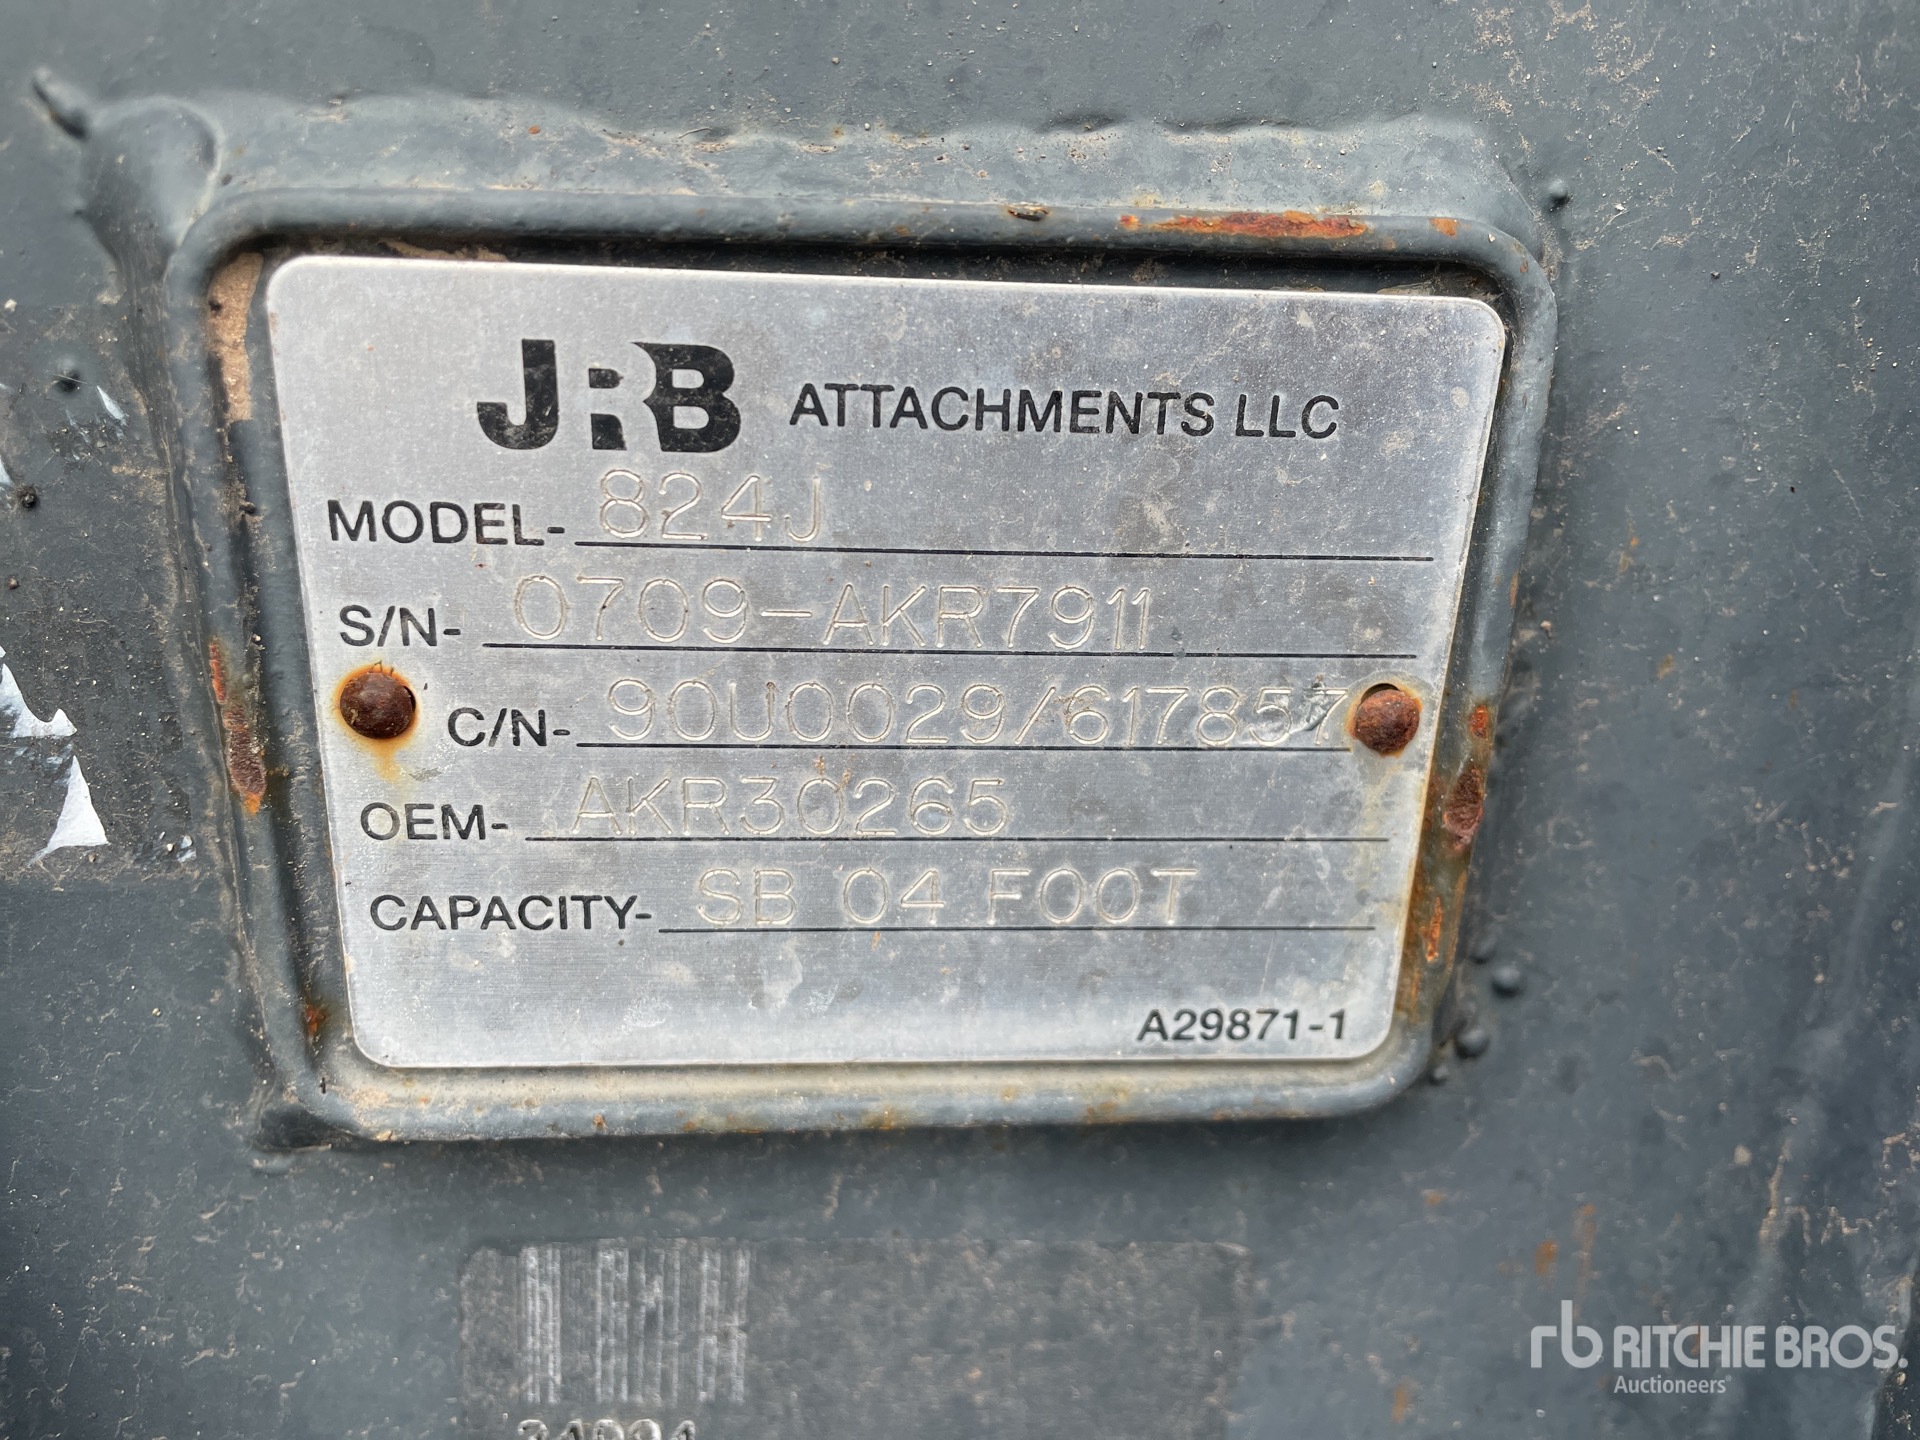 JRB ATTACHMENTS LLC
MODEL- 824J
S/N- 0709-AKR7911
C/N- 90U0029/617857
OEM- AKR30265
CAPACITY- SB 04 FOOT
A29871-1
rb RITCHIE BROS.
Auctioneers